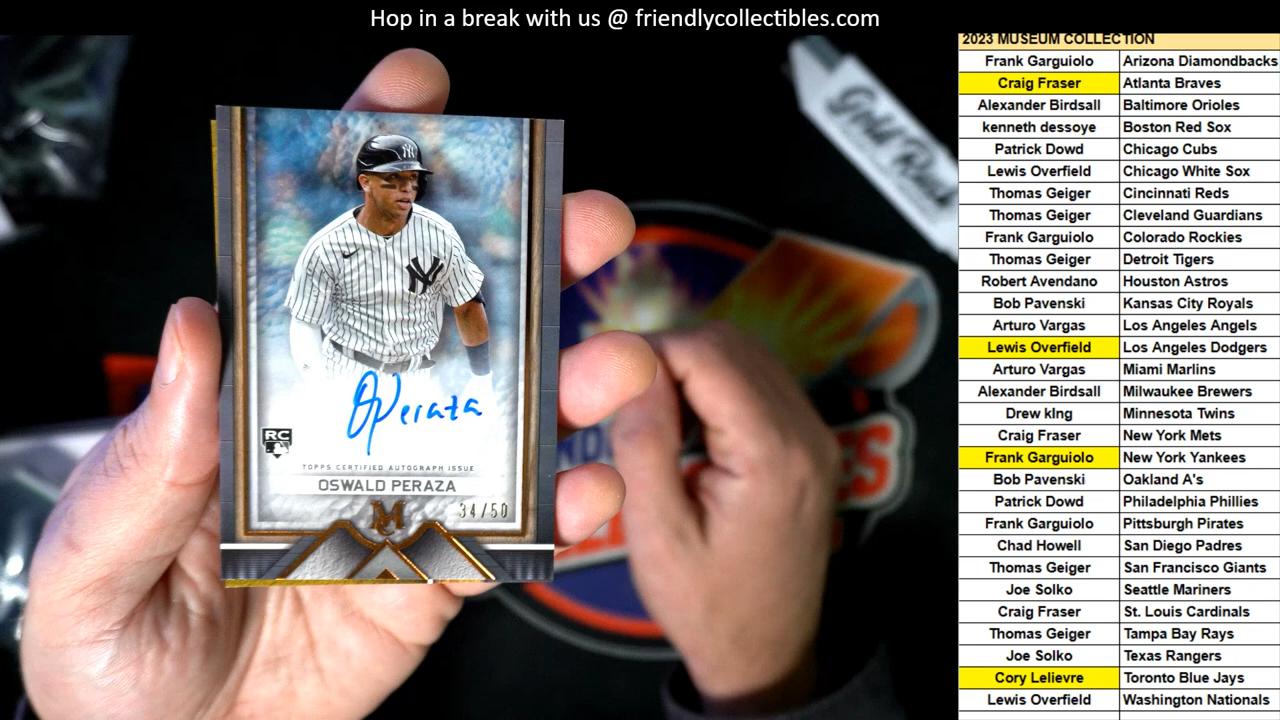 Hop in a break with us @ friendlycollectibles.com
2023 MUSEUM COLLECTION
Frank Garguiolo Arizona Diamondbacks
Craig Fraser Atlanta Braves
Alexander Birdsall Baltimore Orioles
kenneth dessoye Boston Red Sox
Patrick Dowd Chicago Cubs
Lewis Overfield Chicago White Sox
Thomas Geiger Cincinnati Reds
Thomas Geiger Cleveland Guardians
Frank Garguiolo Colorado Rockies
Thomas Geiger Detroit Tigers
Robert Avendano Houston Astros
Bob Pavenski Kansas City Royals
Arturo Vargas Los Angeles Angels
Lewis Overfield Los Angeles Dodgers
Arturo Vargas Miami Marlins
Alexander Birdsall Milwaukee Brewers
Drew kIng Minnesota Twins
Craig Fraser New York Mets
Frank Garguiolo New York Yankees
Bob Pavenski Oakland A's
Patrick Dowd Philadelphia Phillies
Frank Garguiolo Pittsburgh Pirates
Chad Howell San Diego Padres
Thomas Geiger San Francisco Giants
Joe Solko Seattle Mariners
Craig Fraser St. Louis Cardinals
Thomas Geiger Tampa Bay Rays
Joe Solko Texas Rangers
Cory Lelievre Toronto Blue Jays
Lewis Overfield Washington Nationals
Gold Rush
NY
NY
OPeraza
RC
TOPPS CERTIFIED AUTOGRAPH ISSUE
OSWALD PERAZA
34/50
MC